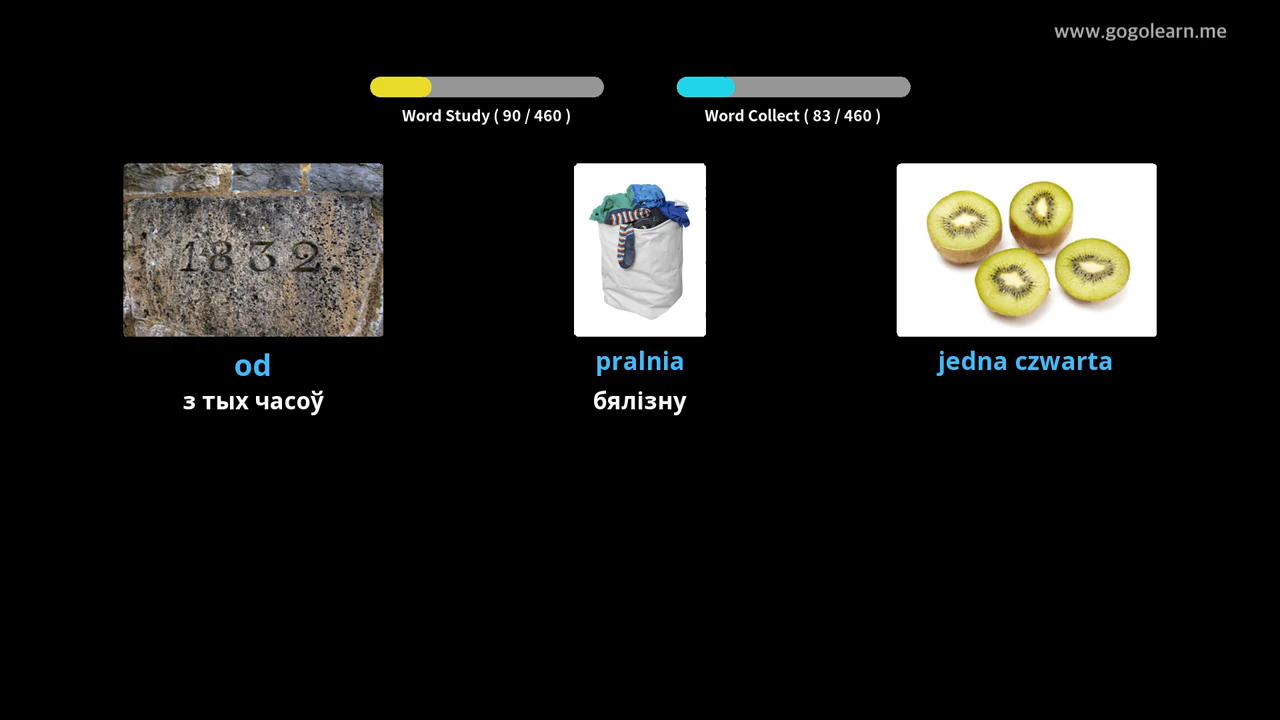 www.gogolearn.me
Word Study ( 90 / 460 )
Word Collect ( 83 / 460 )
1832.
od
з тых часоў
pralnia
бялізну
jedna czwarta